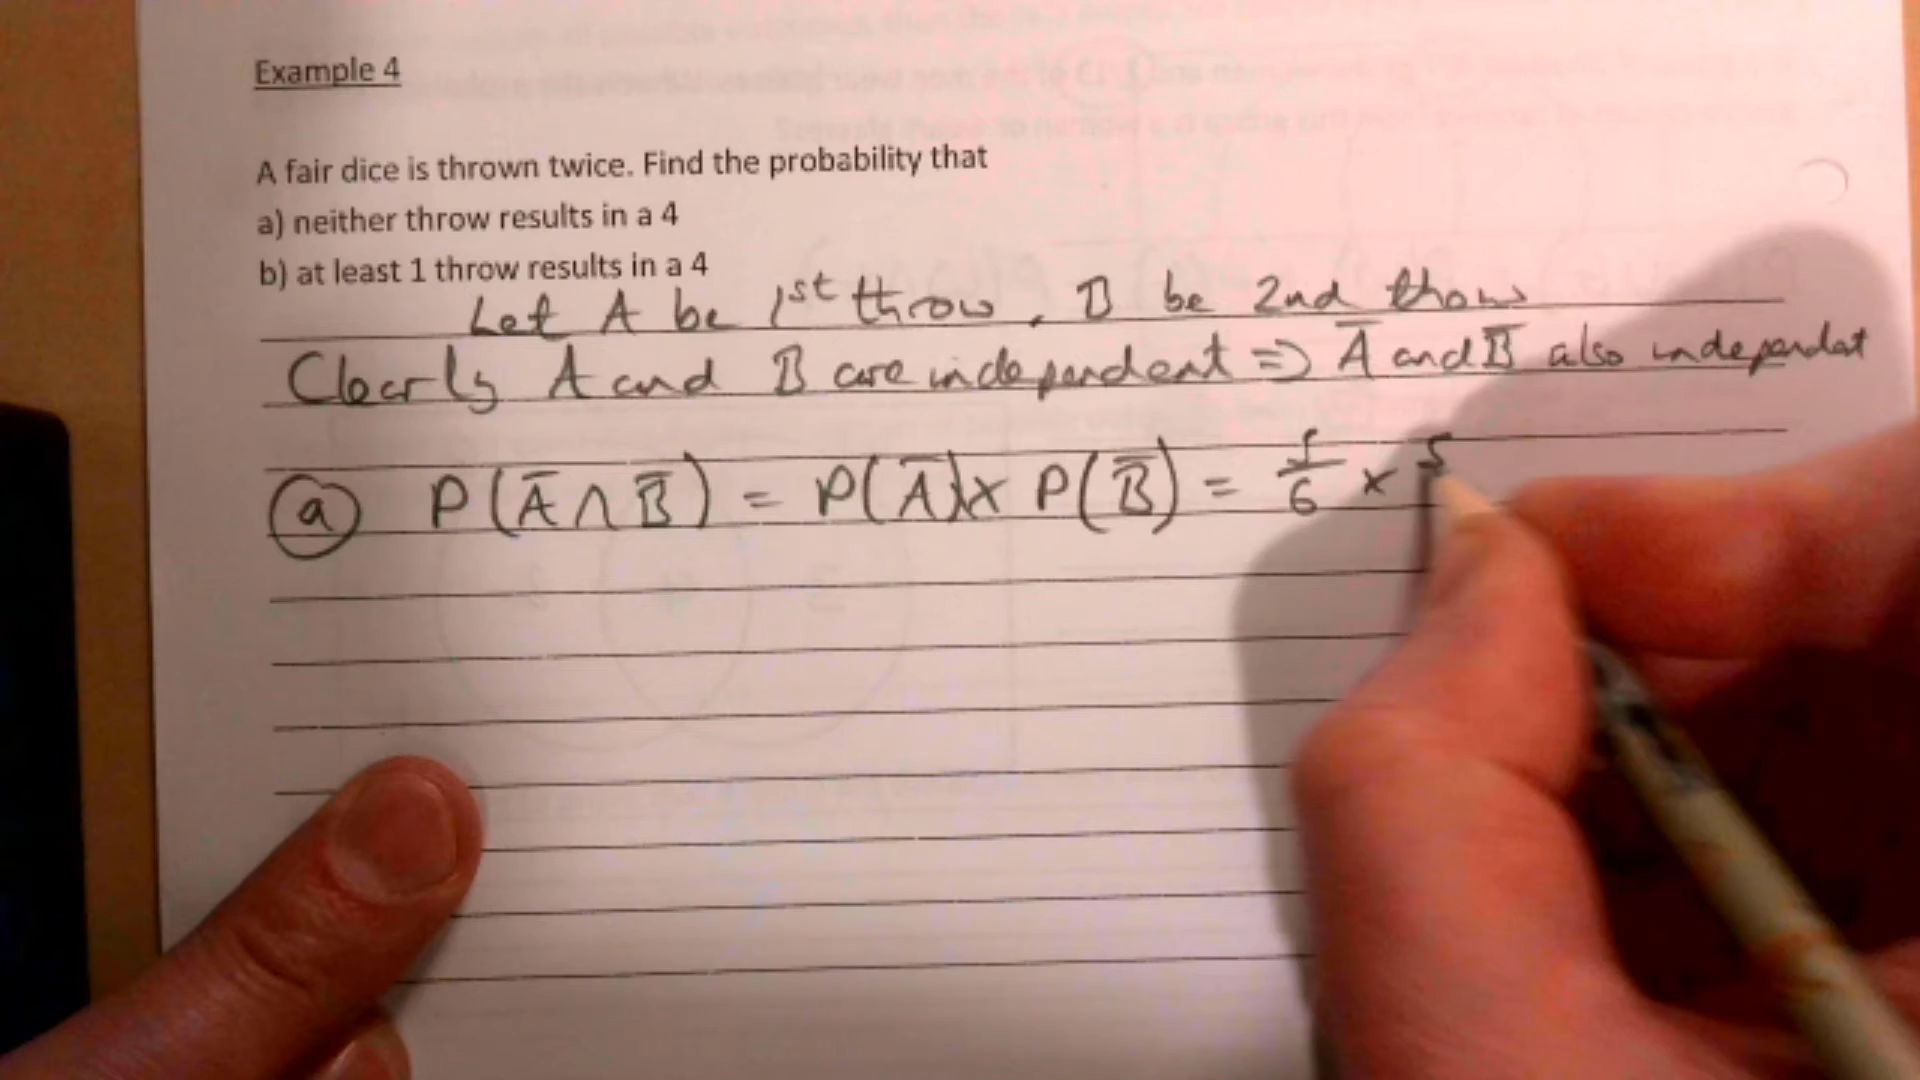 Example 4
A fair dice is thrown twice. Find the probability that
a) neither throw results in a 4
b) at least 1 throw results in a 4
Let A be 1st throw, B be 2nd thow
Clearly A and B are independent ⇒ A̅ and B̅ also independat
(a) P(A̅ ∩ B̅) = P(A̅) × P(B̅) = 5/6 × 5